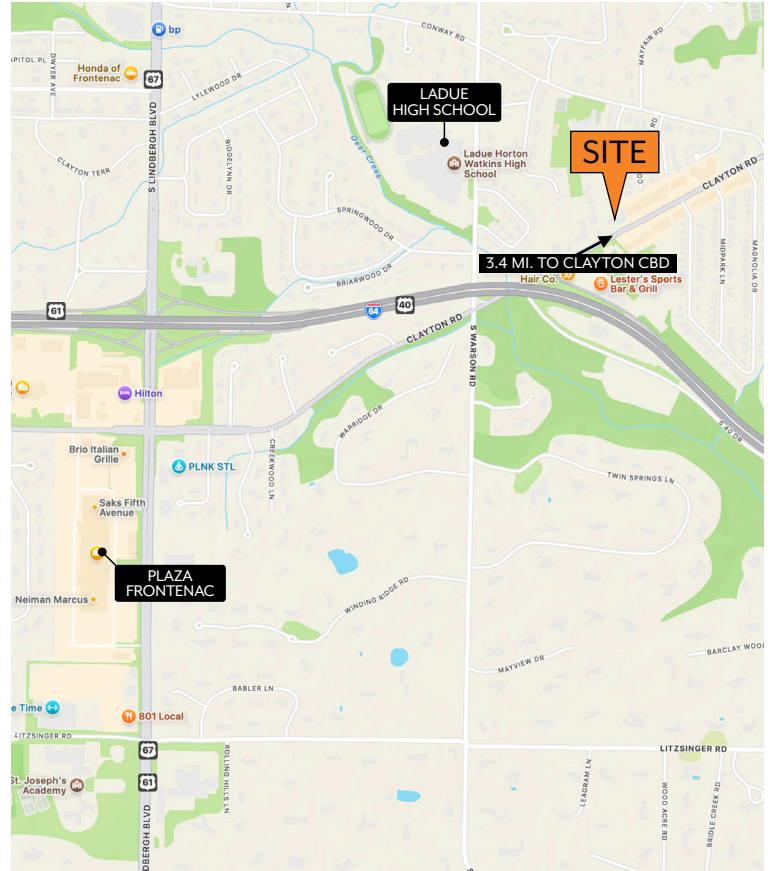 bp
CONWAY RD
MAYFAIR RD
Honda of
Frontenac
67
DWYER AVE
LYLEWOOD DR
LADUE
HIGH SCHOOL
S LINDBERGH BLVD
RIDGELYNN DR
Deer Creek
Ladue Horton
Watkins High
School
SITE
CLAYTON RD
CLAYTON TERR
SPRINGWOOD DR
MIDPARK LN
MAGNOLIA DR
BRIARWOOD DR
3.4 MI. TO CLAYTON CBD
Hair Co.
Lester's Sports
Bar & Grill
61
64
40
CLAYTON RD
S WARSON RD
S 40 DR
Hilton
WARRIDGE DR
CREEKWOOD LN
Brio Italian
Grille
PLNK STL
TWIN SPRINGS LN
Saks Fifth
Avenue
PLAZA
FRONTENAC
Neiman Marcus
WINDING RIDGE RD
BARCLAY WOO
MAYVIEW DR
BABLER LN
e Time
801 Local
LITZSINGER RD
LITZSINGER RD
67
ROLLING HILLS LN
St. Joseph's
Academy
61
LEAGRAM LN
WOOD ACRE RD
BRIDLE CREEK RD
DBERGH BLVD